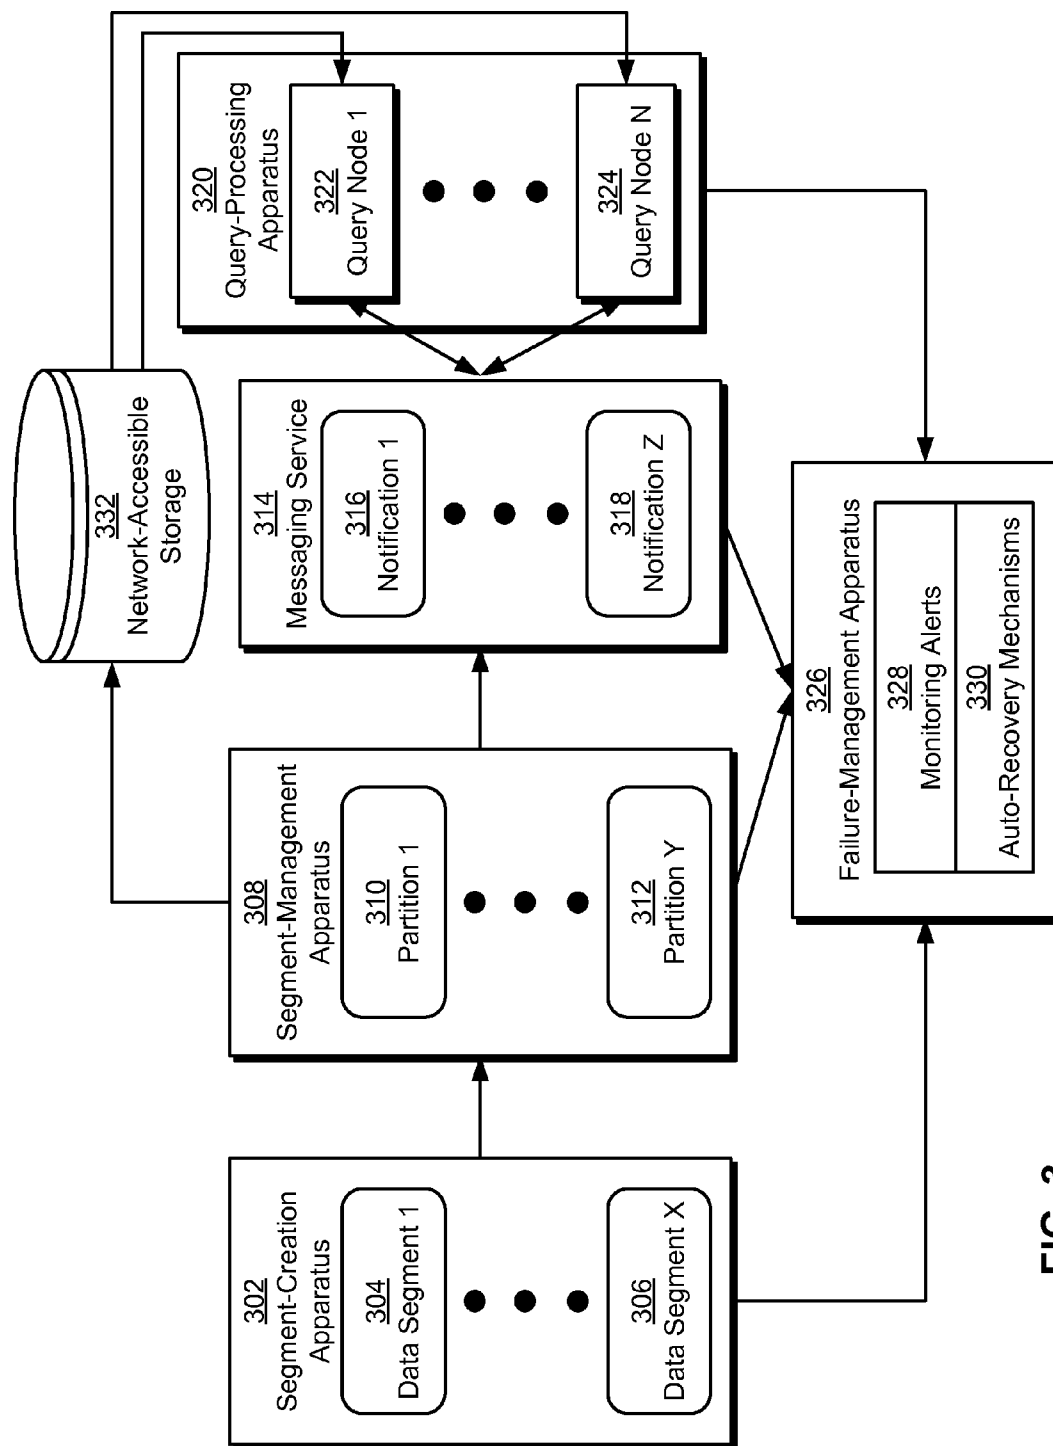 302
Segment-Creation
Apparatus
304
Data Segment 1
306
Data Segment X
308
Segment-Management
Apparatus
310
Partition 1
312
Partition Y
332
Network-Accessible
Storage
314
Messaging Service
316
Notification 1
318
Notification Z
320
Query-Processing
Apparatus
322
Query Node 1
324
Query Node N
326
Failure-Management Apparatus
328
Monitoring Alerts
330
Auto-Recovery Mechanisms